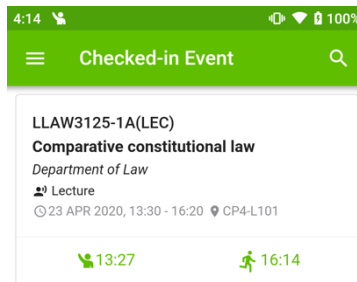 4:14 100%
Checked-in Event
LLAW3125-1A(LEC)
Comparative constitutional law
Department of Law
Lecture
23 APR 2020, 13:30 - 16:20 CP4-L101
13:27 16:14